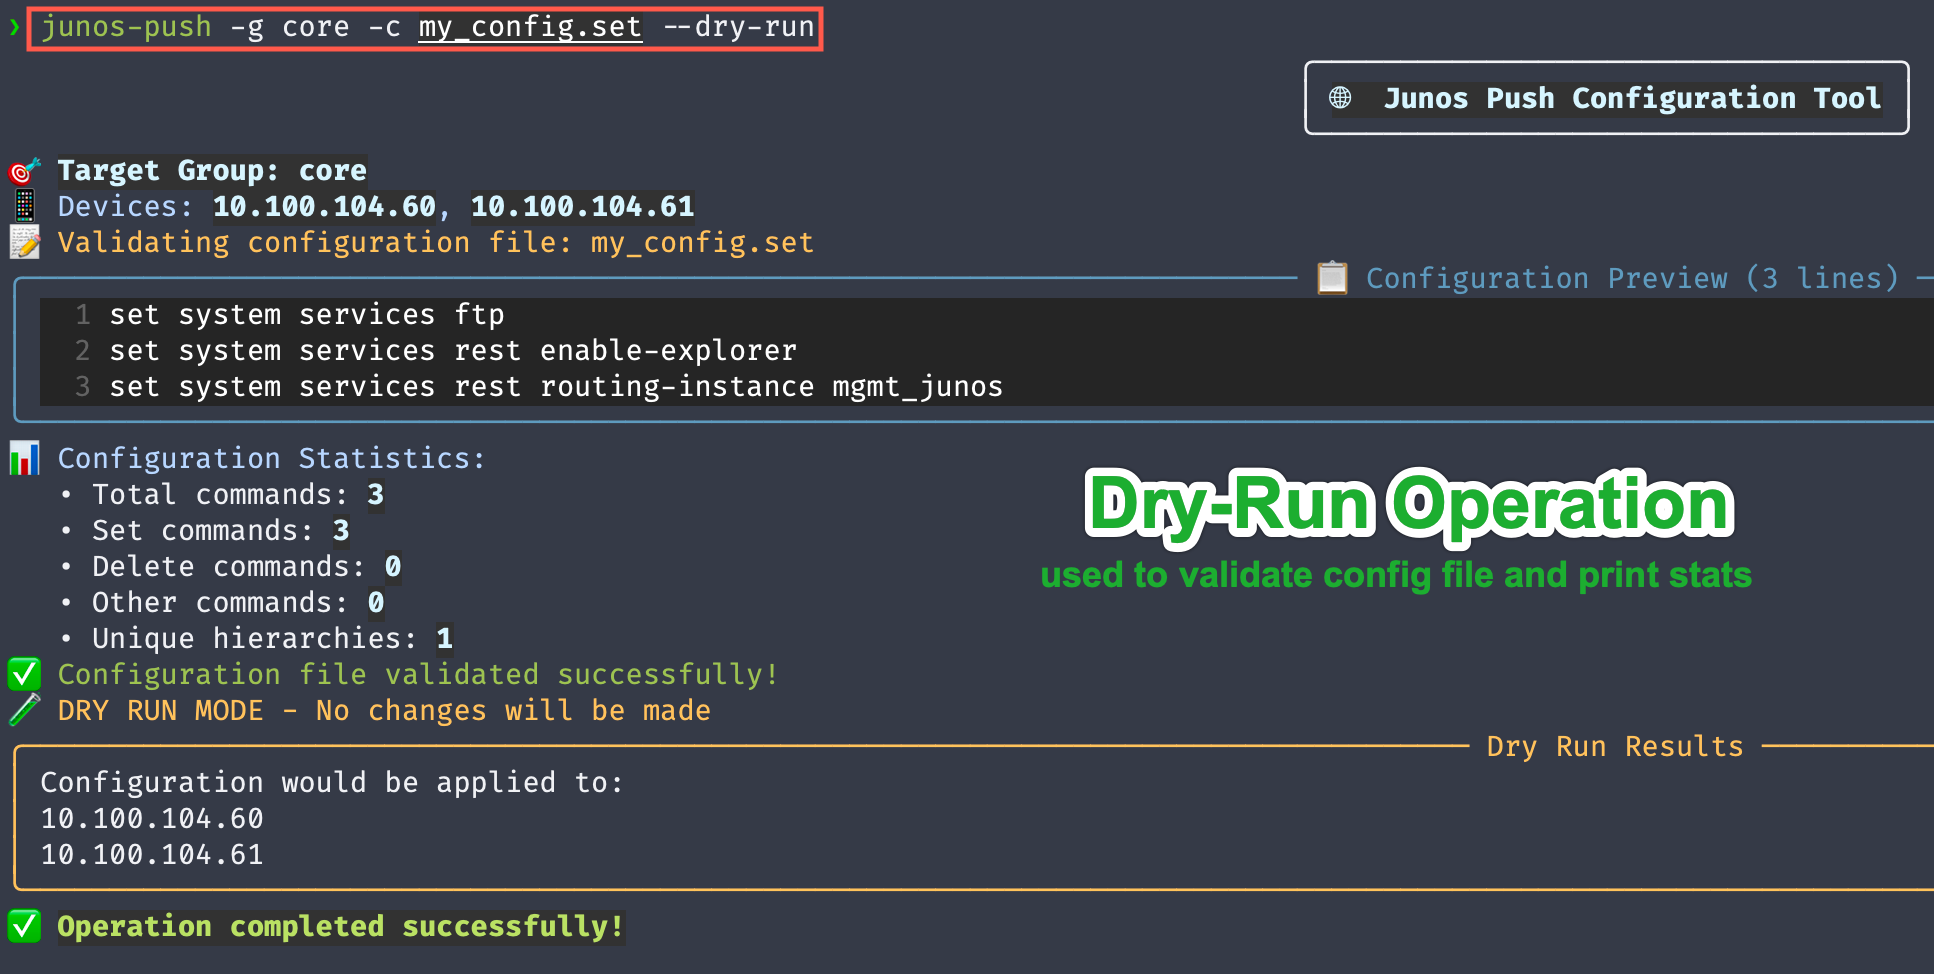 ❯ junos-push -g core -c my_config.set --dry-run
🌐 Junos Push Configuration Tool
🎯 Target Group: core
📱 Devices: 10.100.104.60, 10.100.104.61
📝 Validating configuration file: my_config.set
📋 Configuration Preview (3 lines)
1 set system services ftp
2 set system services rest enable-explorer
3 set system services rest routing-instance mgmt_junos
📊 Configuration Statistics:
• Total commands: 3
• Set commands: 3
• Delete commands: 0
• Other commands: 0
• Unique hierarchies: 1
Dry-Run Operation
used to validate config file and print stats
✅ Configuration file validated successfully!
🧪 DRY RUN MODE - No changes will be made
Dry Run Results
Configuration would be applied to:
10.100.104.60
10.100.104.61
✅ Operation completed successfully!